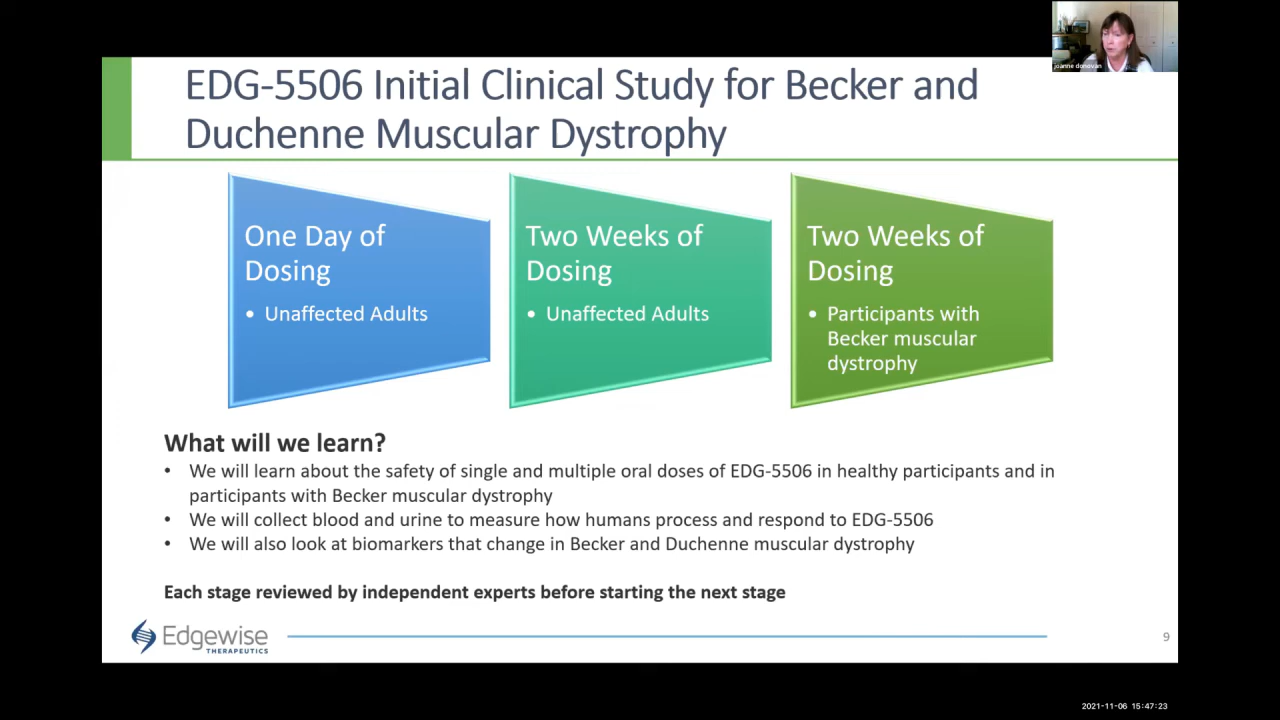 joanne donovan
EDG-5506 Initial Clinical Study for Becker and
Duchenne Muscular Dystrophy
One Day of
Dosing
• Unaffected Adults
Two Weeks of
Dosing
• Unaffected Adults
Two Weeks of
Dosing
• Participants with
Becker muscular
dystrophy
What will we learn?
• We will learn about the safety of single and multiple oral doses of EDG-5506 in healthy participants and in
participants with Becker muscular dystrophy
• We will collect blood and urine to measure how humans process and respond to EDG-5506
• We will also look at biomarkers that change in Becker and Duchenne muscular dystrophy
Each stage reviewed by independent experts before starting the next stage
Edgewise
THERAPEUTICS
9
2021-11-06 15:47:23